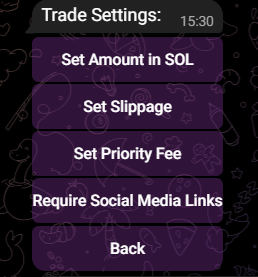 Trade Settings:
15:30
Set Amount in SOL
Set Slippage
Set Priority Fee
Require Social Media Links
Back